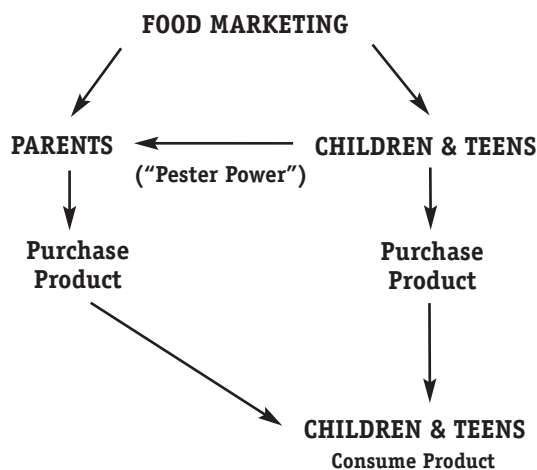 FOOD MARKETING
PARENTS
CHILDREN & TEENS
(“Pester Power”)
Purchase
Product
Purchase
Product
CHILDREN & TEENS
Consume Product